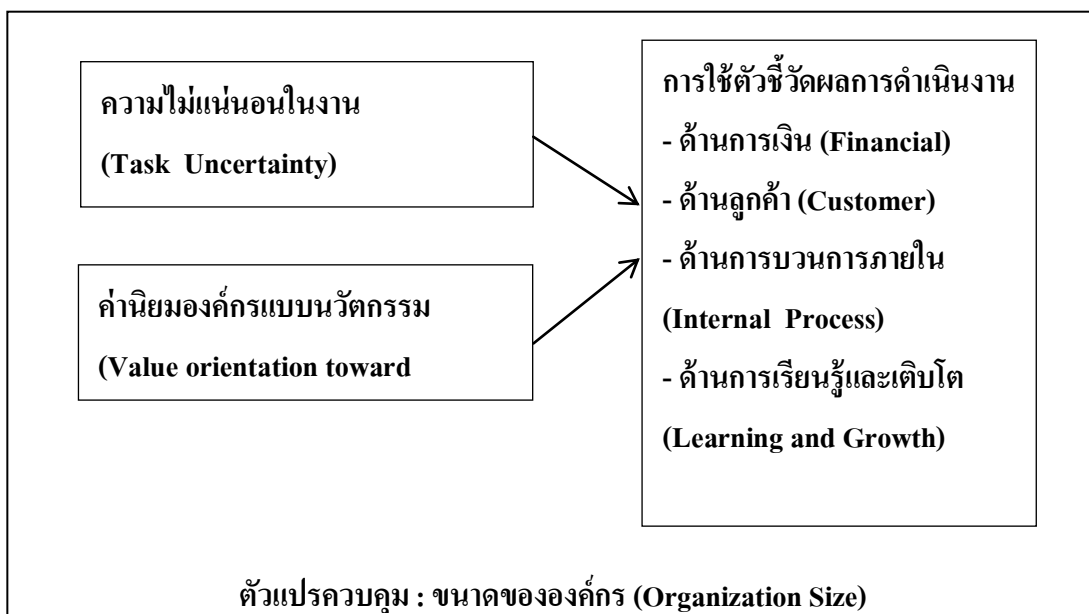 ความไม่แน่นอนในงาน
(Task Uncertainty)
ค่านิยมองค์กรแบบนวัตกรรม
(Value orientation toward
การใช้ตัวชี้วัดผลการดำเนินงาน
- ด้านการเงิน (Financial)
- ด้านลูกค้า (Customer)
- ด้านการบวนการภายใน
(Internal Process)
- ด้านการเรียนรู้และเติบโต
(Learning and Growth)
ตัวแปรควบคุม : ขนาดขององค์กร (Organization Size)